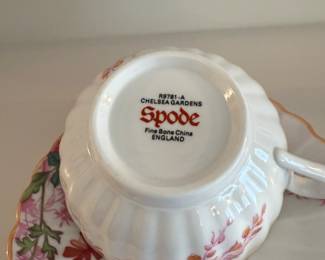 R9781-A
CHELSEA GARDENS
Spode
Fine Bone China
ENGLAND